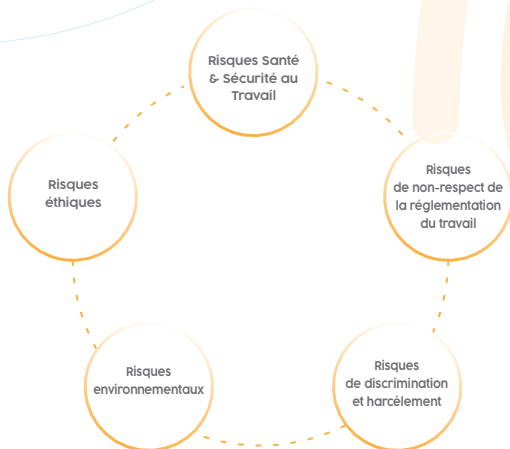 Risques Santé
& Sécurité au
Travail
Risques
de non-respect de
la réglementation
du travail
Risques
éthiques
Risques
environnementaux
Risques
de discrimination
et harcèlement